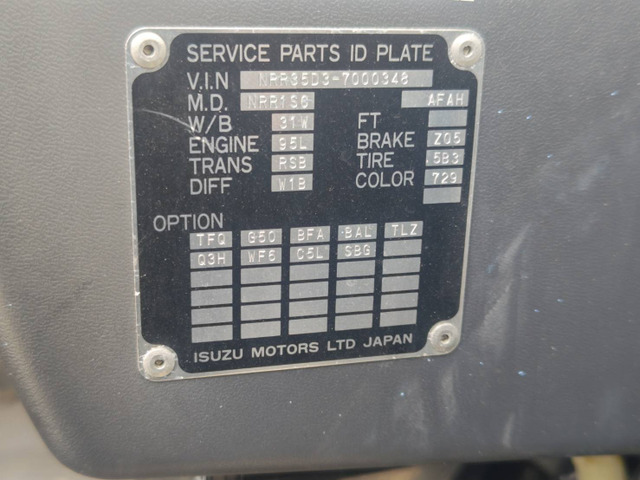 SERVICE PARTS ID PLATE
V.I.N NRR35D3-7000348
M.D. NRR1SG AFAH
W/B 31W FT
ENGINE 95L BRAKE Z05
TRANS RSB TIRE 5B3
DIFF W1B COLOR 729
OPTION
TFQ G50 BFA BAL TLZ
Q3H WF6 C5L SBG
ISUZU MOTORS LTD JAPAN